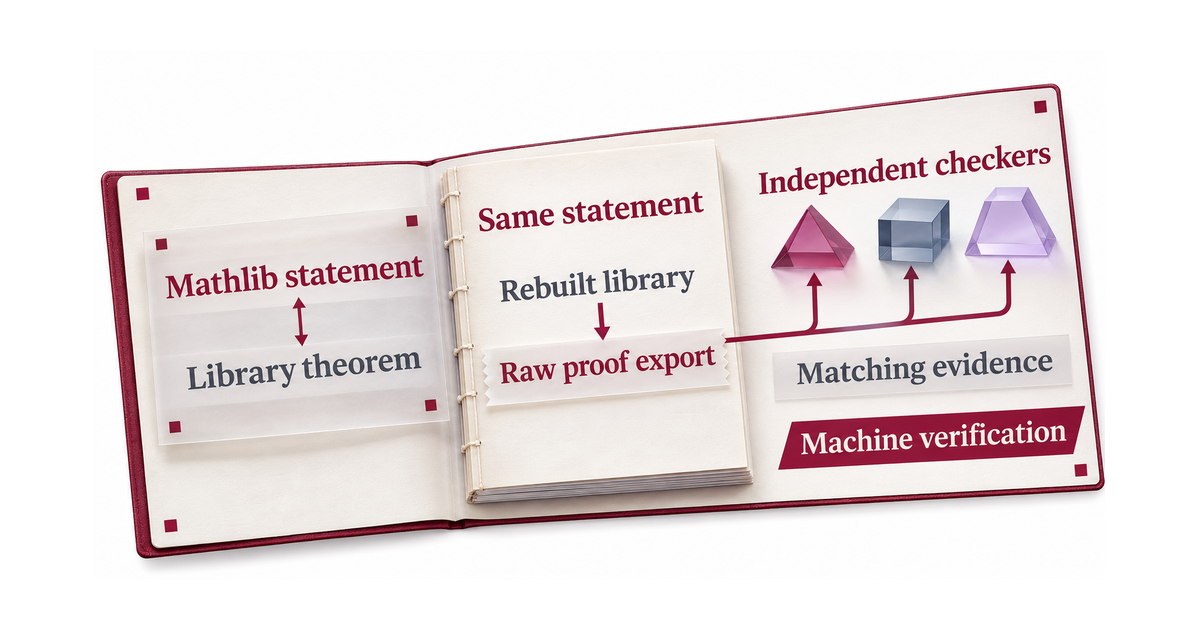 Mathlib statement
Library theorem
Same statement
Rebuilt library
Raw proof export
Independent checkers
Matching evidence
Machine verification